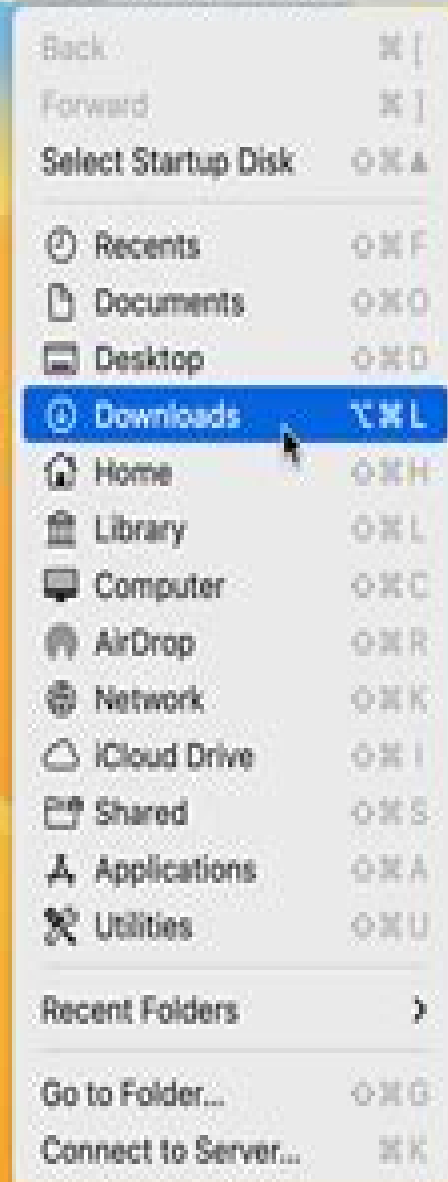 Back ⌘ [
Forward ⌘ ]
Select Startup Disk ⇧ ⌘ ▲
Recents ⇧ ⌘ F
Documents ⇧ ⌘ O
Desktop ⇧ ⌘ D
Downloads ⌥ ⌘ L
Home ⇧ ⌘ H
Library ⇧ ⌘ L
Computer ⇧ ⌘ C
AirDrop ⇧ ⌘ R
Network ⇧ ⌘ K
iCloud Drive ⇧ ⌘ I
Shared ⇧ ⌘ S
Applications ⇧ ⌘ A
Utilities ⇧ ⌘ U
Recent Folders
Go to Folder... ⇧ ⌘ G
Connect to Server... ⌘ K